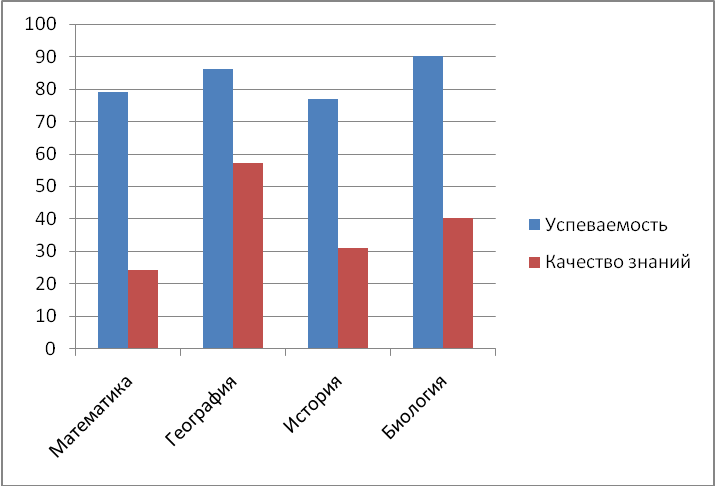 100
90
80
70
60
50
40
30
20
10
0
Математика
География
История
Биология
Успеваемость
Качество знаний